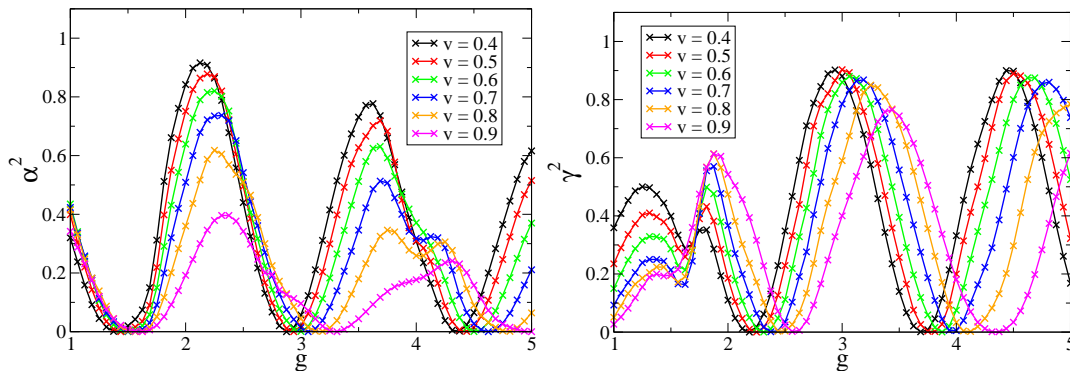 1
0.8
0.6
0.4
0.2
0
α²
1
2
3
4
5
g
v = 0.4
v = 0.5
v = 0.6
v = 0.7
v = 0.8
v = 0.9
1
0.8
0.6
0.4
0.2
0
γ²
1
2
3
4
5
g
v = 0.4
v = 0.5
v = 0.6
v = 0.7
v = 0.8
v = 0.9